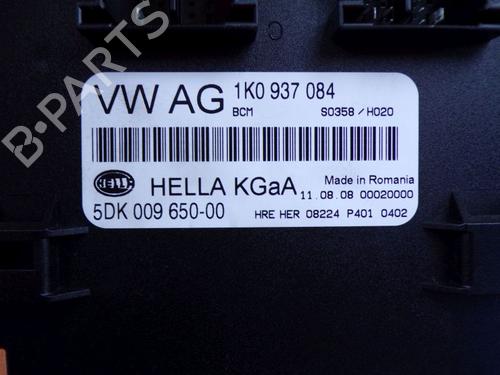 B-PARTS
VW AG 1K0 937 084
BCM S0358 / H020
HELLA HELLA KGaA Made in Romania
11.08.08 00020000
5DK 009 650-00 HRE HER 08224 P401 0402